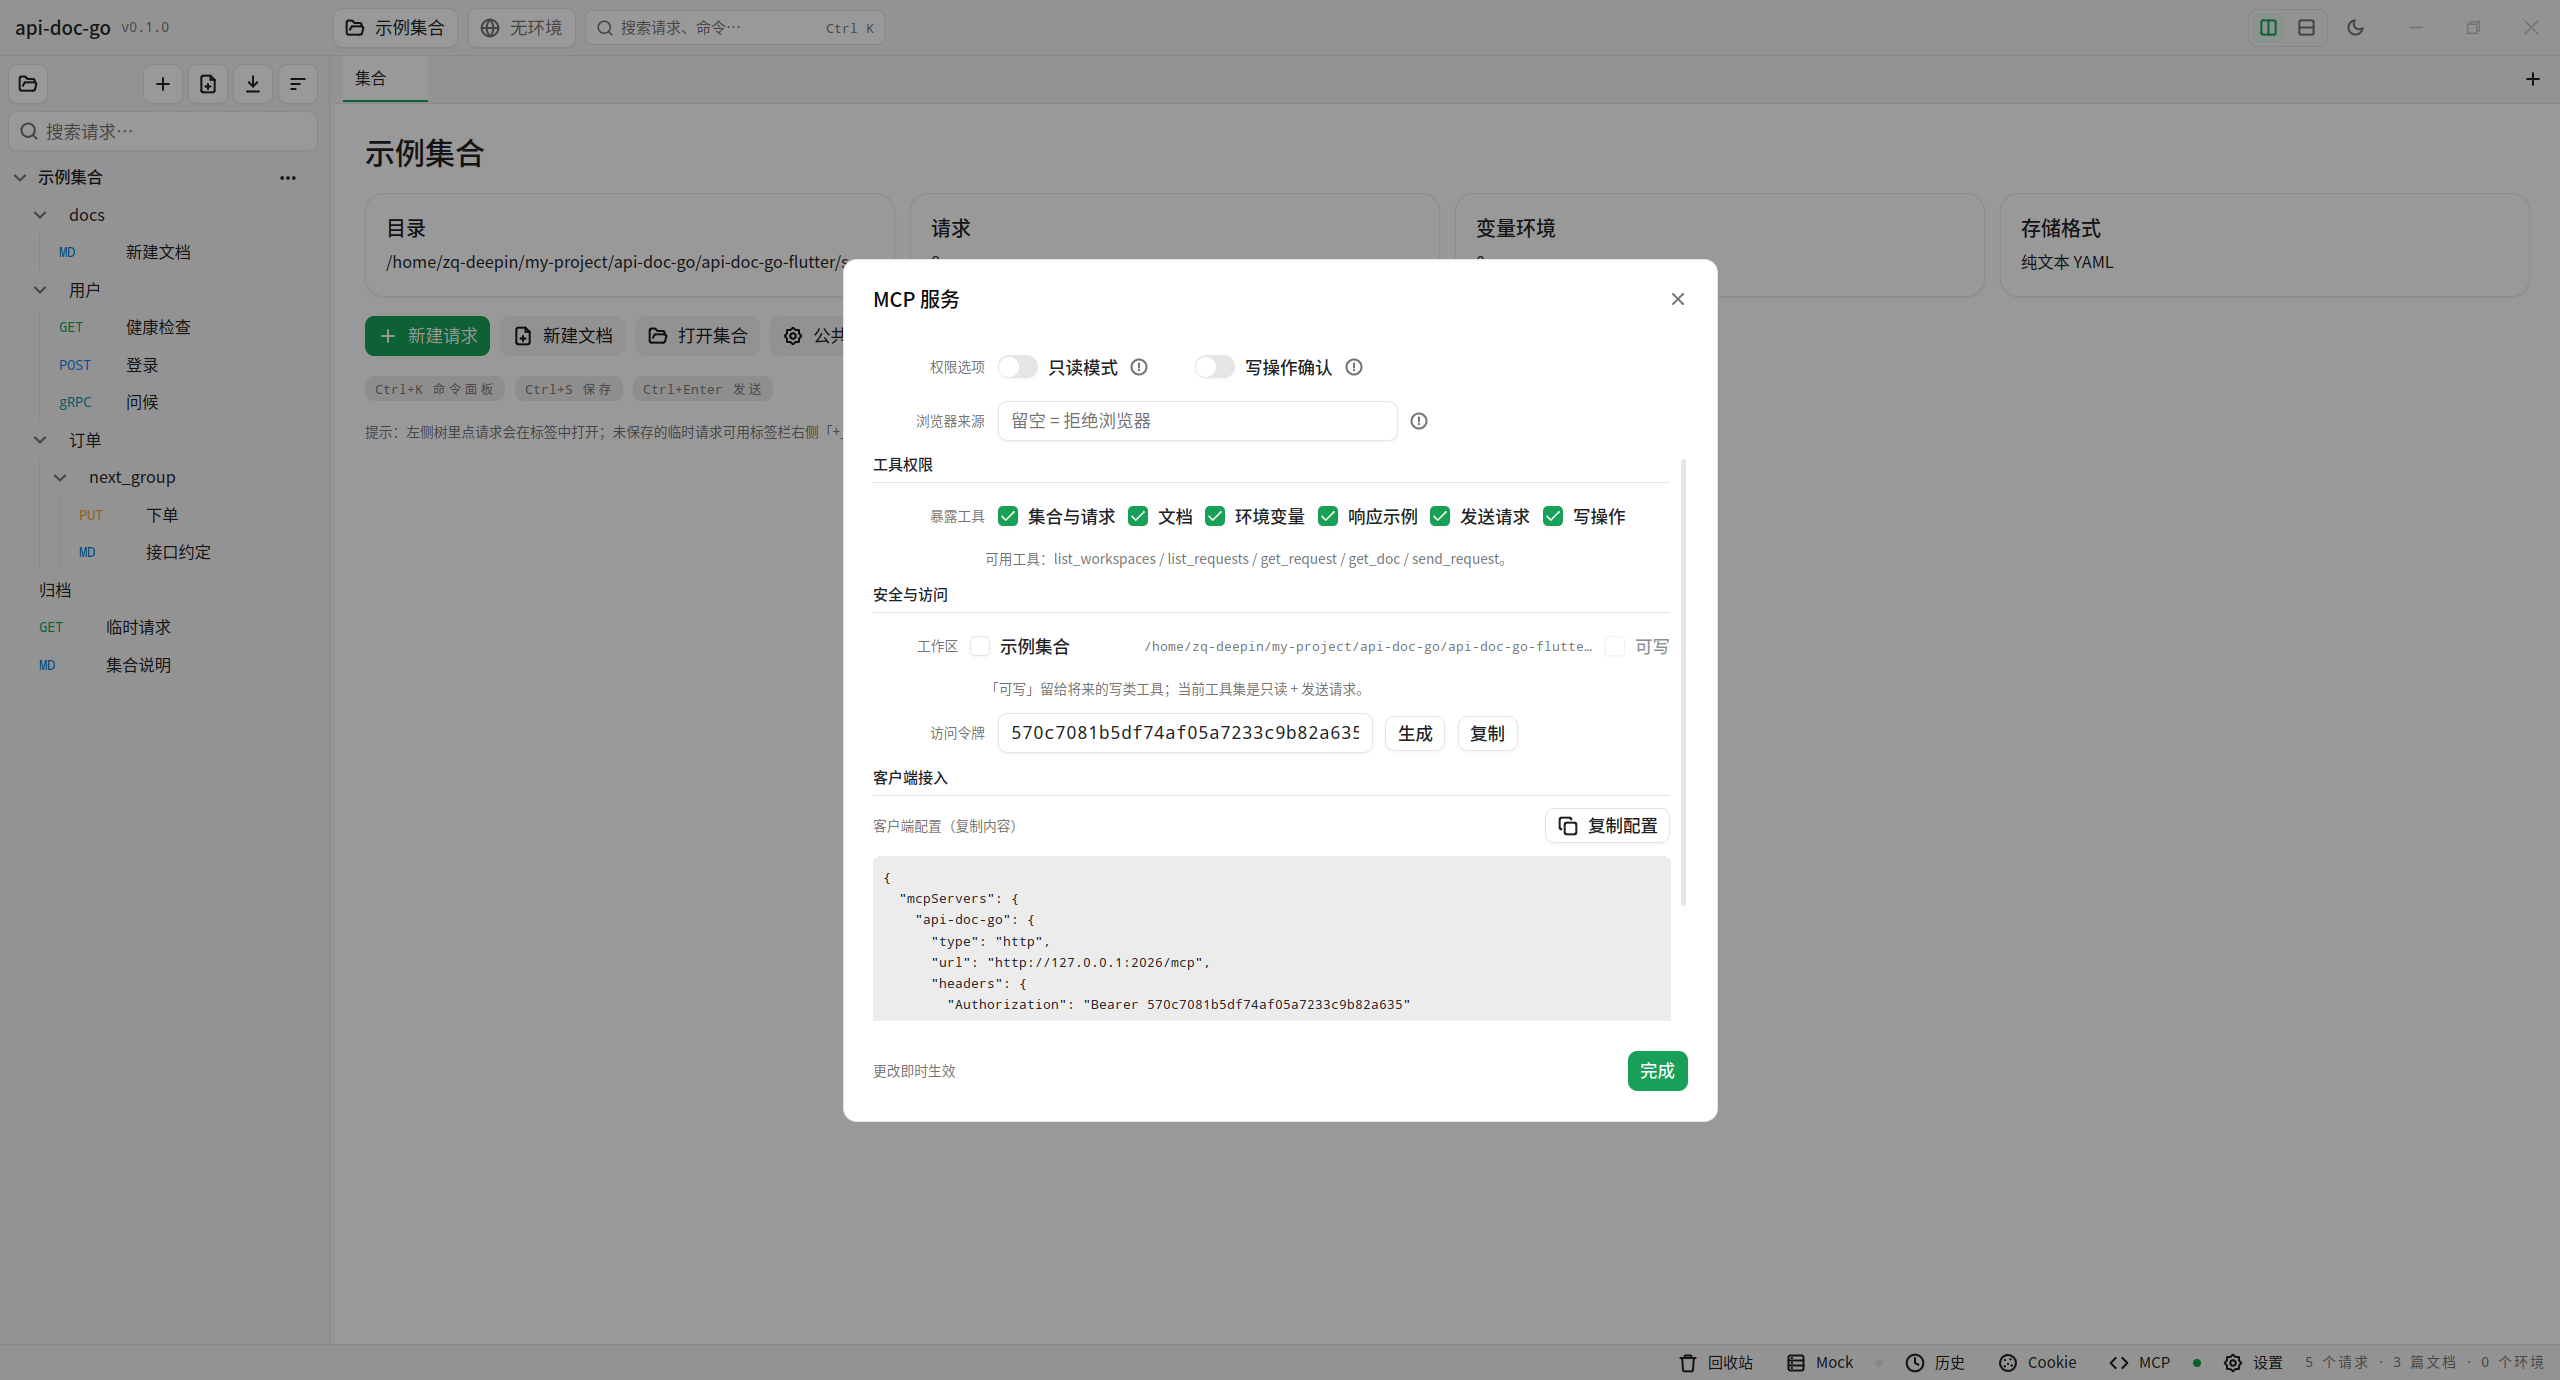 api-doc-go v0.1.0
示例集合
无环境
搜索请求、命令… Ctrl K
搜索请求…
示例集合
docs
MD 新建文档
用户
GET 健康检查
POST 登录
gRPC 问候
订单
next_group
PUT 下单
MD 接口约定
归档
GET 临时请求
MD 集合说明
集合
示例集合
目录
/home/zq-deepin/my-project/api-doc-go/api-doc-go-flutter/s
请求
变量环境
存储格式
纯文本 YAML
新建请求
新建文档
打开集合
公共
Ctrl+K 命令面板
Ctrl+S 保存
Ctrl+Enter 发送
提示：左侧树里点请求会在标签中打开；未保存的临时请求可用标签栏右侧「+
MCP 服务
权限选项 只读模式 写操作确认
浏览器来源 留空 = 拒绝浏览器
工具权限
暴露工具 集合与请求 文档 环境变量 响应示例 发送请求 写操作
可用工具：list_workspaces / list_requests / get_request / get_doc / send_request。
安全与访问
工作区 示例集合 /home/zq-deepin/my-project/api-doc-go/api-doc-go-flutte… 可写
「可写」留给将来的写类工具；当前工具集是只读 + 发送请求。
访问令牌 570c7081b5df74af05a7233c9b82a635 生成 复制
客户端接入
客户端配置（复制内容） 复制配置
{
"mcpServers": {
"api-doc-go": {
"type": "http",
"url": "http://127.0.0.1:2026/mcp",
"headers": {
"Authorization": "Bearer 570c7081b5df74af05a7233c9b82a635"
更改即时生效 完成
回收站 Mock 历史 Cookie MCP 设置 5 个请求 · 3 篇文档 · 0 个环境